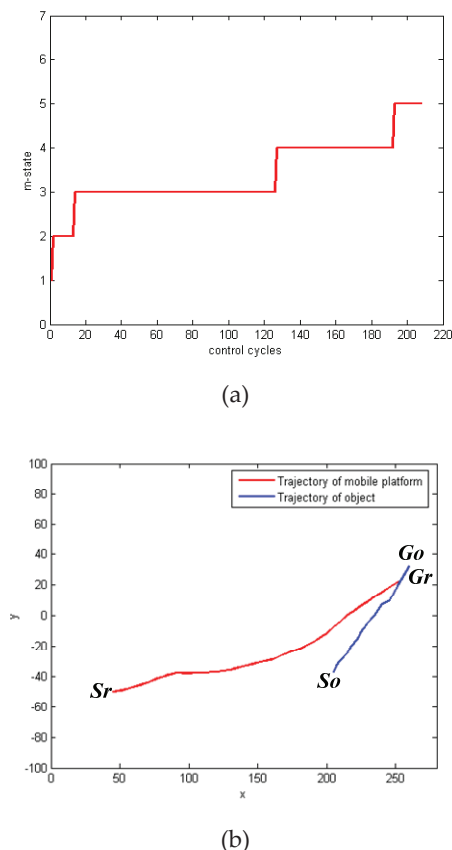 7
6
5
4
3
2
1
0
m-state
0 20 40 60 80 100 120 140 160 180 200 220
control cycles
(a)
100
80
60
40
20
0
-20
-40
-60
-80
-100
y
Trajectory of mobile platform
Trajectory of object
Go
Gr
So
Sr
0 50 100 150 200 250
x
(b)